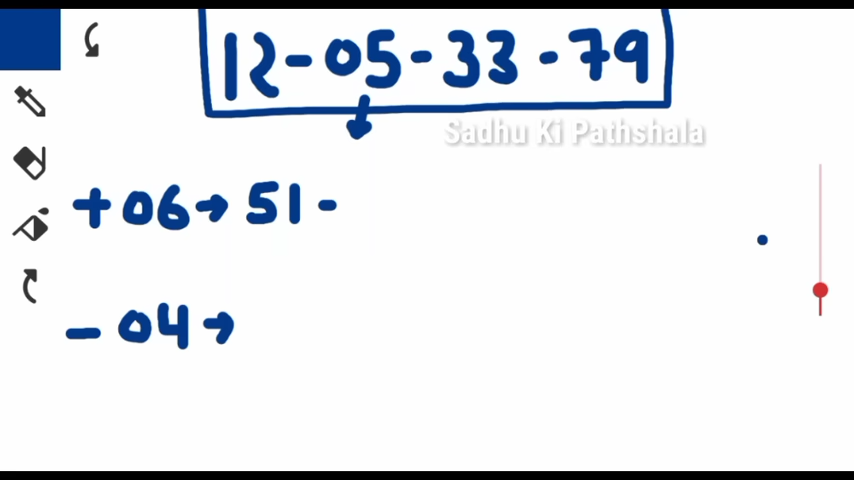 12-05-33-79
Sadhu Ki Pathshala
+06→51-
-04→